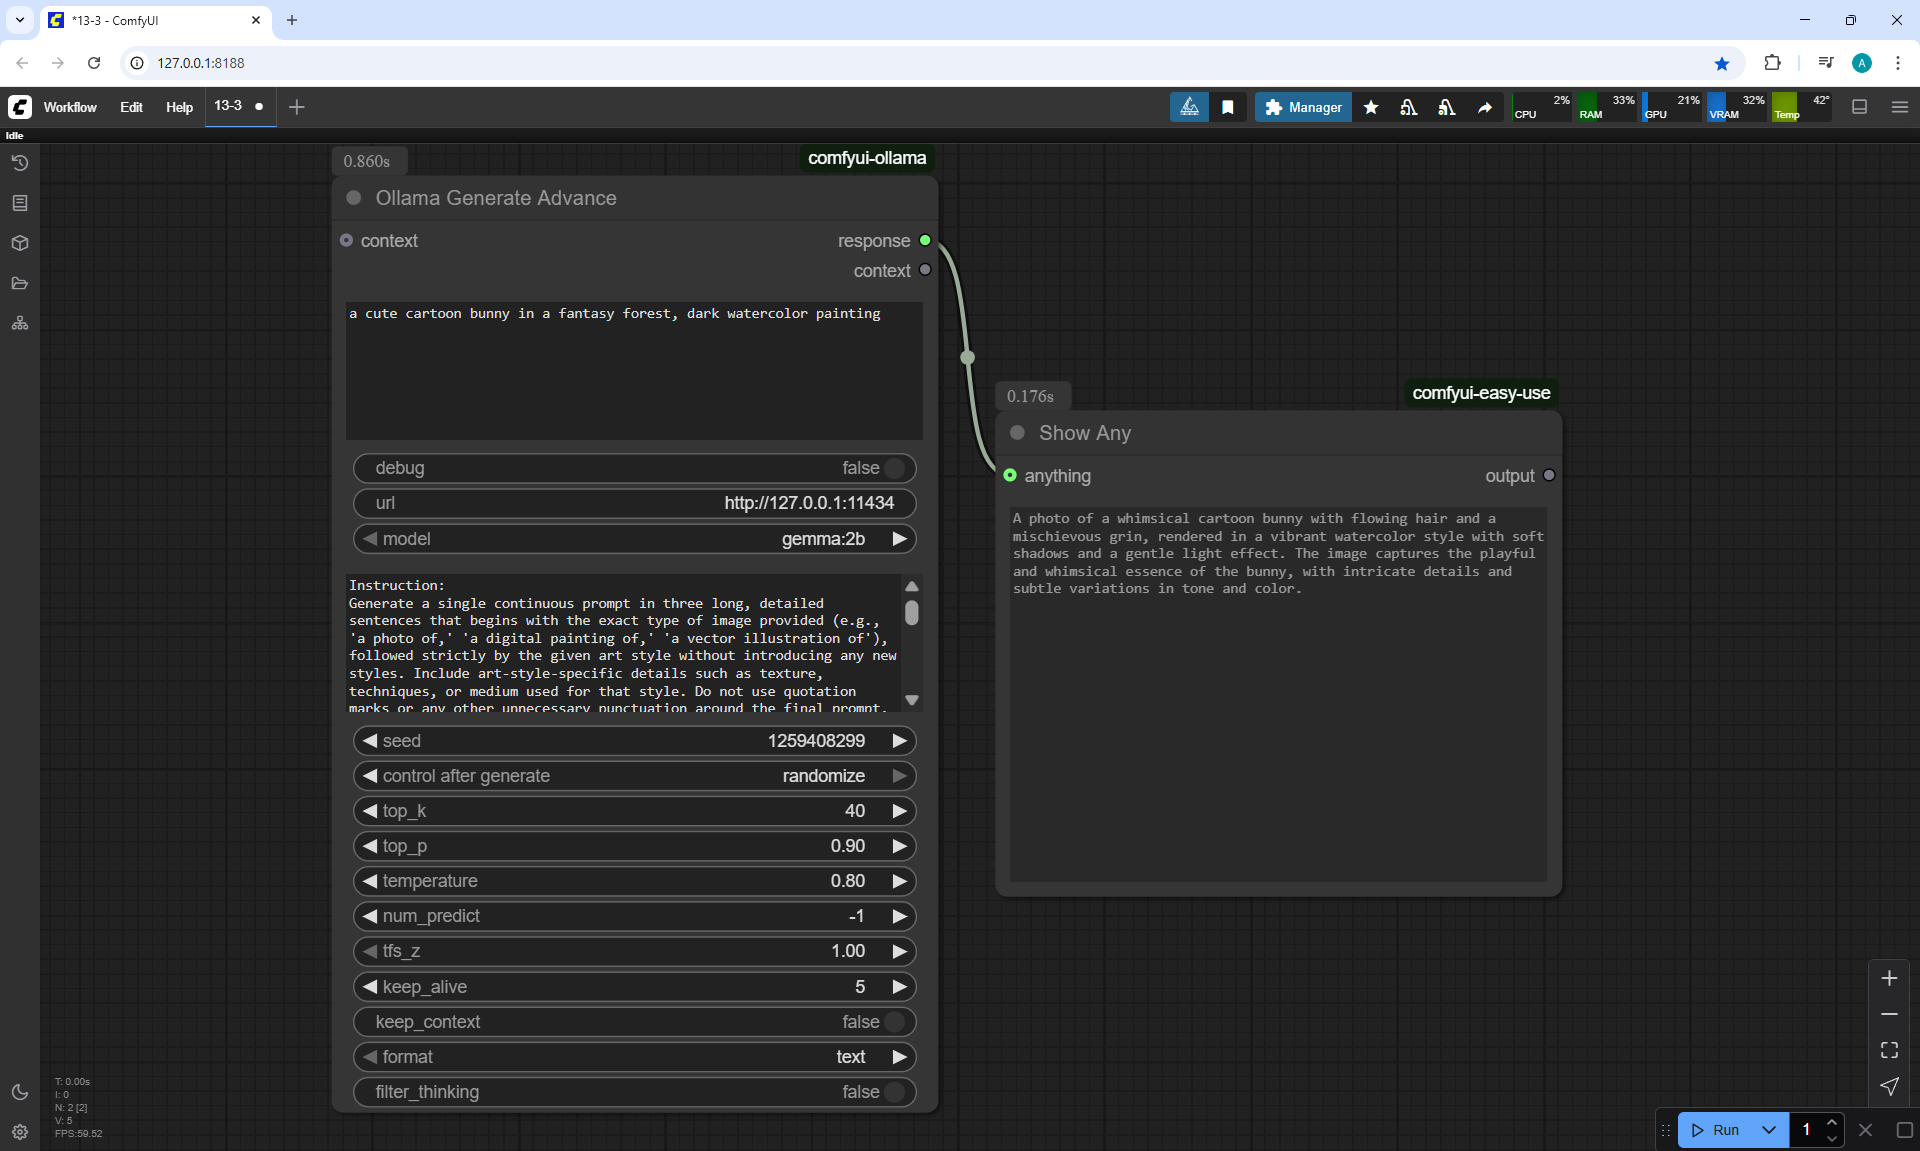 *13-3 - ComfyUI
127.0.0.1:8188
Workflow Edit Help 13-3
Manager
CPU 2% RAM 33% GPU 21% VRAM 32% Temp 42°
Idle
0.860s
comfyui-ollama
Ollama Generate Advance
context
response
context
a cute cartoon bunny in a fantasy forest, dark watercolor painting
debug false
url http://127.0.0.1:11434
model gemma:2b
Instruction:
Generate a single continuous prompt in three long, detailed
sentences that begins with the exact type of image provided (e.g.,
'a photo of,' 'a digital painting of,' 'a vector illustration of'),
followed strictly by the given art style without introducing any new
styles. Include art-style-specific details such as texture,
techniques, or medium used for that style. Do not use quotation
marks or any other unnecessary punctuation around the final prompt.
seed 1259408299
control after generate randomize
top_k 40
top_p 0.90
temperature 0.80
num_predict -1
tfs_z 1.00
keep_alive 5
keep_context false
format text
filter_thinking false
0.176s
comfyui-easy-use
Show Any
anything
output
A photo of a whimsical cartoon bunny with flowing hair and a
mischievous grin, rendered in a vibrant watercolor style with soft
shadows and a gentle light effect. The image captures the playful
and whimsical essence of the bunny, with intricate details and
subtle variations in tone and color.
T: 0.00s
I: 0
N: 2 [2]
V: 5
FPS:59.52
Run 1
A